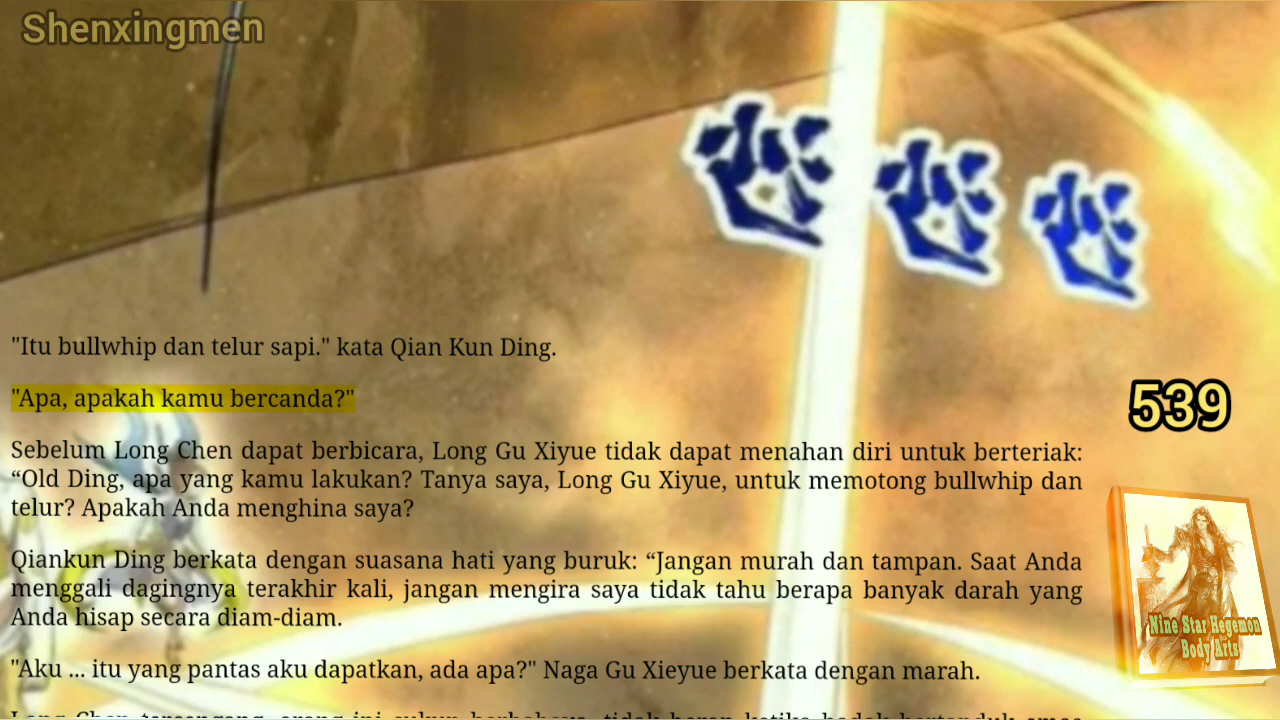 Shenxingmen
"Itu bullwhip dan telur sapi." kata Qian Kun Ding.
"Apa, apakah kamu bercanda?"
539
Sebelum Long Chen dapat berbicara, Long Gu Xiyue tidak dapat menahan diri untuk berteriak:
“Old Ding, apa yang kamu lakukan? Tanya saya, Long Gu Xiyue, untuk memotong bullwhip dan
telur? Apakah Anda menghina saya?
Qiankun Ding berkata dengan suasana hati yang buruk: “Jangan murah dan tampan. Saat Anda
menggali dagingnya terakhir kali, jangan mengira saya tidak tahu berapa banyak darah yang
Anda hisap secara diam-diam.
Nine Star Hegemon
Body Arts
"Aku ... itu yang pantas aku dapatkan, ada apa?" Naga Gu Xieyue berkata dengan marah.